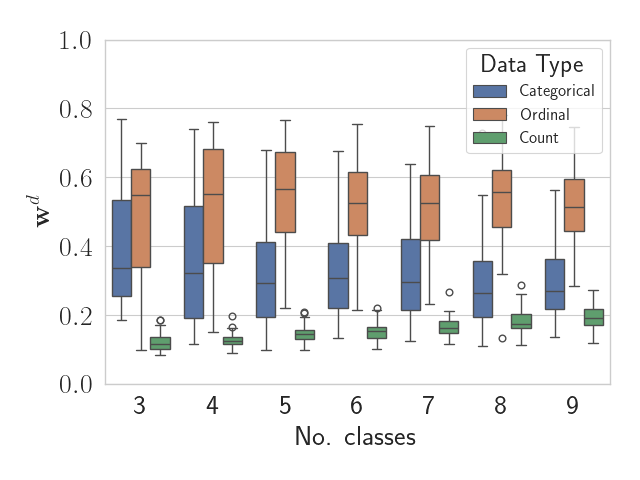 1.0
0.8
0.6
0.4
0.2
0.0
w^d
3 4 5 6 7 8 9
No. classes
Data Type
Categorical
Ordinal
Count